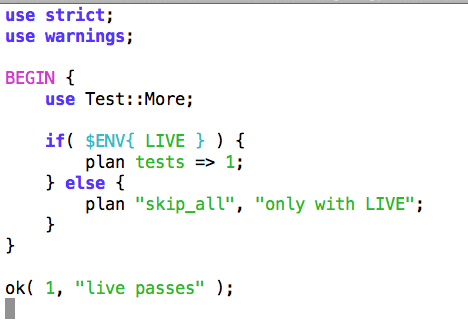 use strict;
use warnings;

BEGIN {
    use Test::More;

    if( $ENV{ LIVE } ) {
        plan tests => 1;
    } else {
        plan "skip_all", "only with LIVE";
    }
}

ok( 1, "live passes" );